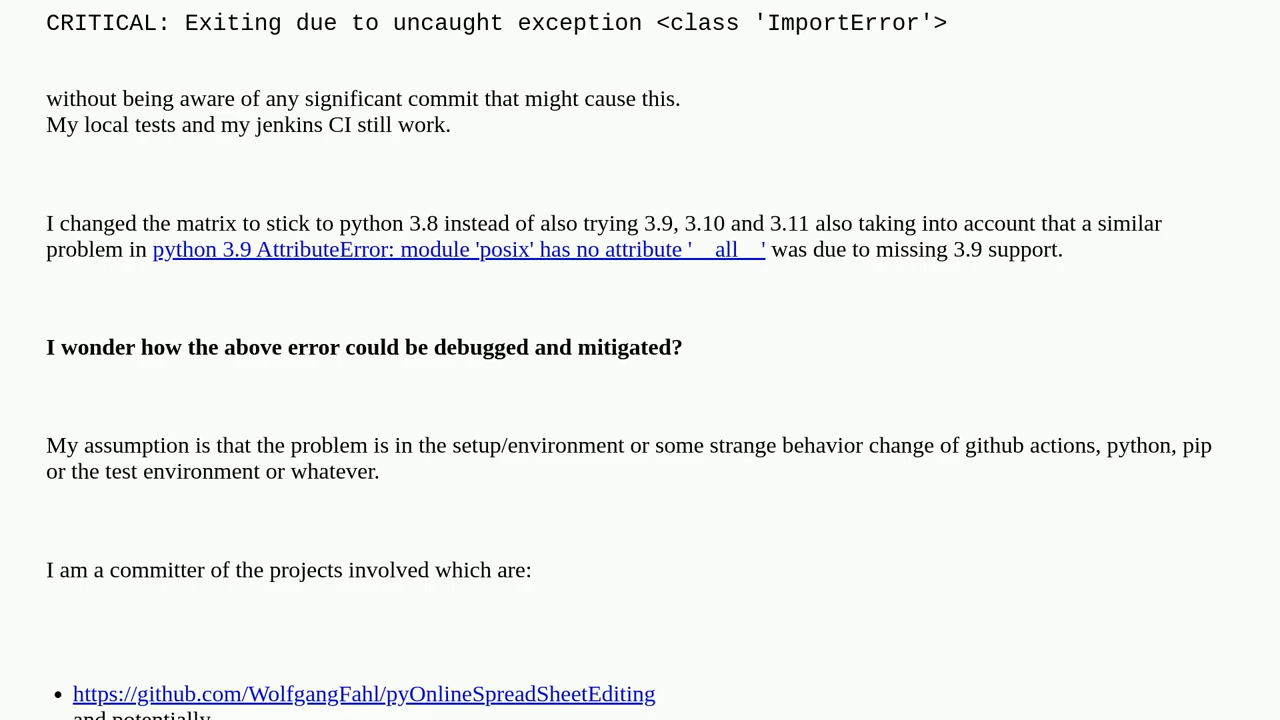 CRITICAL: Exiting due to uncaught exception <class 'ImportError'>
without being aware of any significant commit that might cause this.
My local tests and my jenkins CI still work.
I changed the matrix to stick to python 3.8 instead of also trying 3.9, 3.10 and 3.11 also taking into account that a similar
problem in python 3.9 AttributeError: module 'posix' has no attribute '__all__' was due to missing 3.9 support.
I wonder how the above error could be debugged and mitigated?
My assumption is that the problem is in the setup/environment or some strange behavior change of github actions, python, pip
or the test environment or whatever.
I am a committer of the projects involved which are:
• https://github.com/WolfgangFahl/pyOnlineSpreadSheetEditing
and potentially